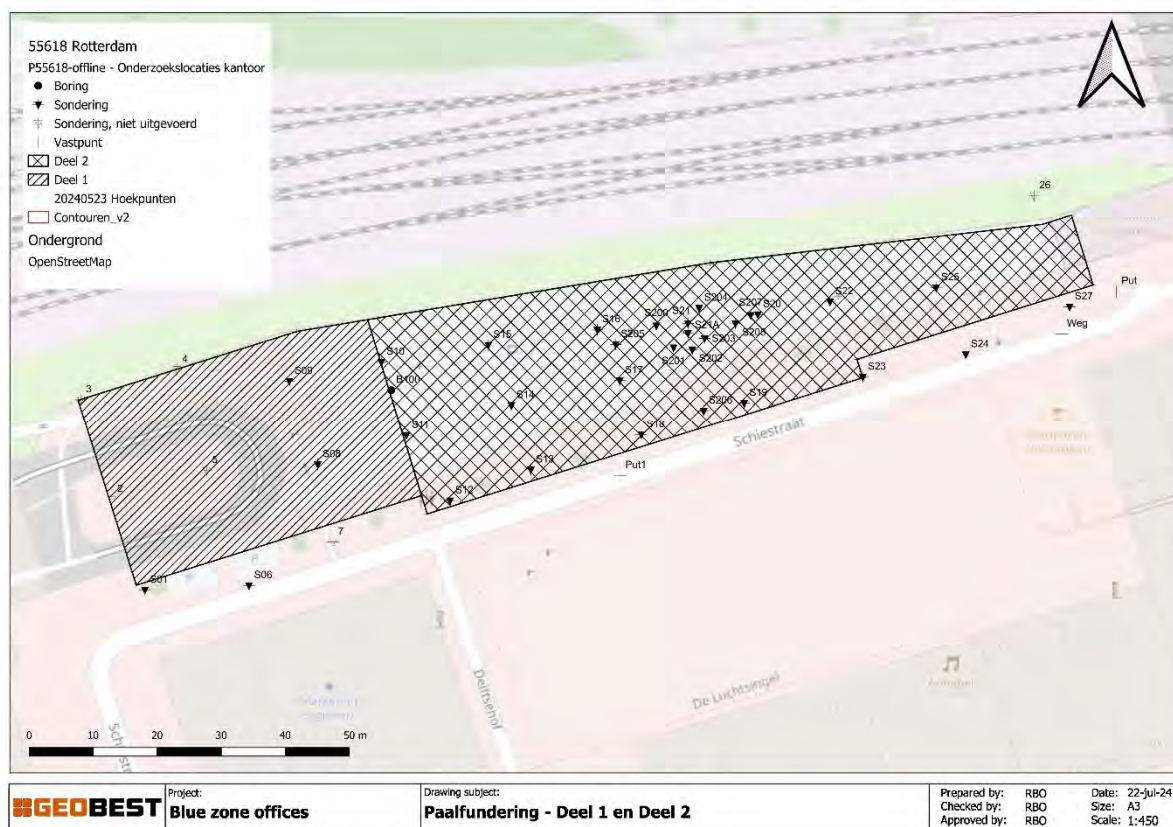 55618 Rotterdam
P55618-offline - Onderzoekslocaties kantoor
Boring
Sondering
Sondering, niet uitgevoerd
Vastpunt
Deel 2
Deel 1
20240523 Hoekpunten
Contouren_v2
Ondergrond
OpenStreetMap
26
Put
S25
S22
S204
S207 S20
S27
S21
S200
S16
Weg
S21A
S208
S205
S203
S15
S201
S202
S24
S10
4
S17
S23
S09
B100
3
S14
S19
S206
S11
S18
Schiestraat
S08
5
S13
Put1
2
S12
7
S06
S01
Delftsehof
De Luchtsingel
0 10 20 30 40 50 m
GEOBEST
Project:
Blue zone offices
Drawing subject:
Paalfundering - Deel 1 en Deel 2
Prepared by: RBO Date: 22-jul-24
Checked by: RBO Size: A3
Approved by: RBO Scale: 1:450